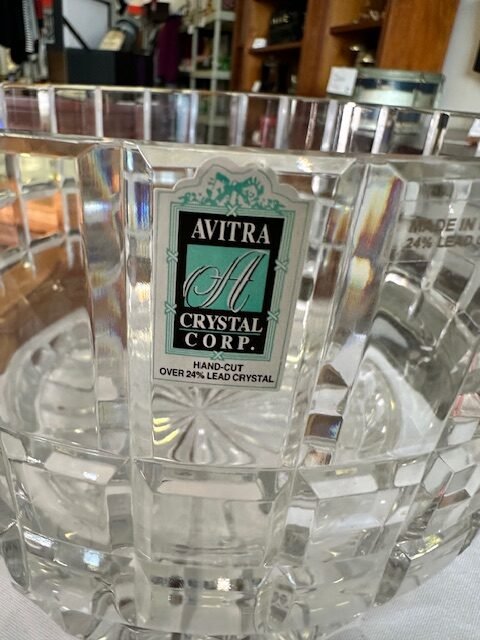 AVITRA
A
CRYSTAL
CORP.
HAND-CUT
OVER 24% LEAD CRYSTAL
MADE IN
24% LEAD